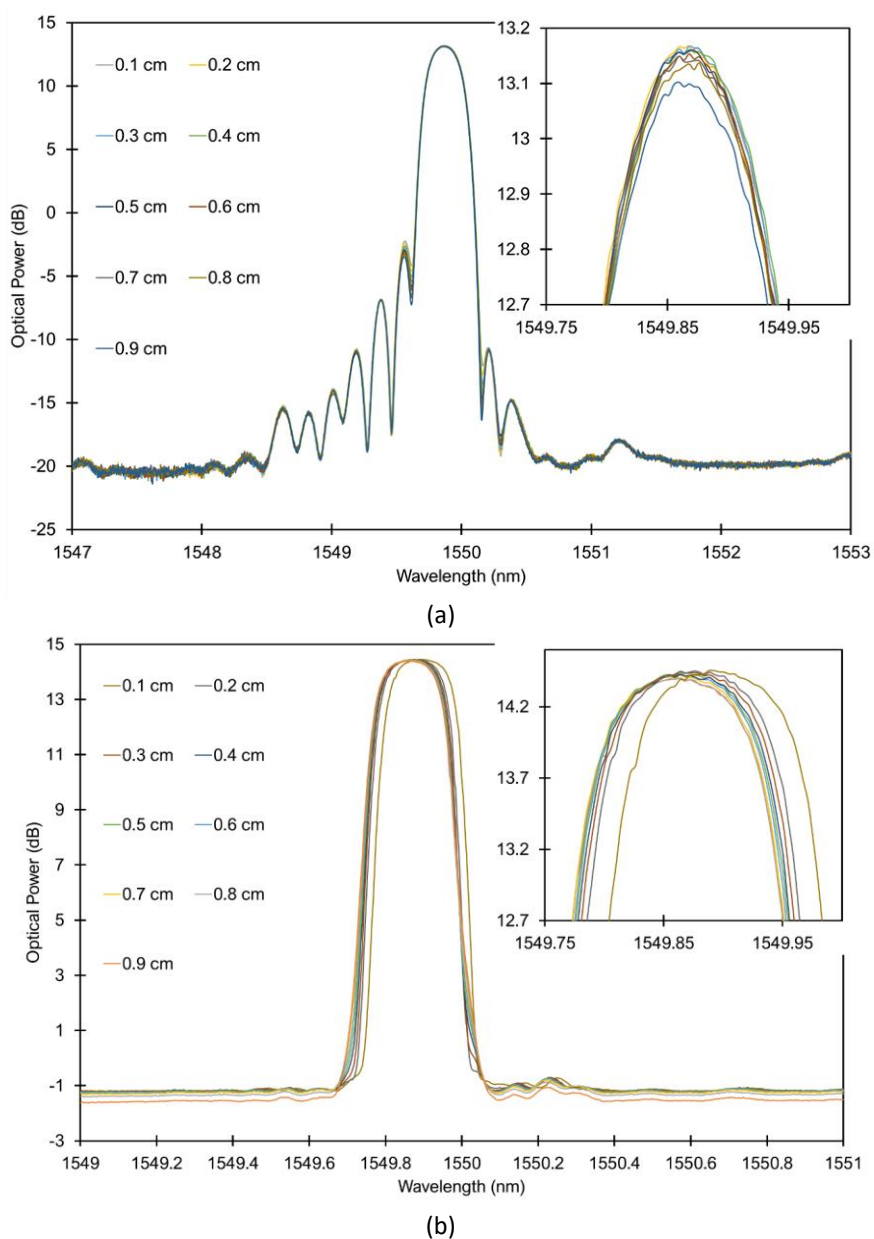 15
10
5
0
-5
-10
-15
-20
-25
Optical Power (dB)
0.1 cm 0.2 cm
0.3 cm 0.4 cm
0.5 cm 0.6 cm
0.7 cm 0.8 cm
0.9 cm
13.2
13.1
13
12.9
12.8
12.7
1549.75 1549.85 1549.95
1547 1548 1549 1550 1551 1552 1553
Wavelength (nm)
(a)
15
13
11
9
7
5
3
1
-1
-3
Optical Power (dB)
0.1 cm 0.2 cm
0.3 cm 0.4 cm
0.5 cm 0.6 cm
0.7 cm 0.8 cm
0.9 cm
14.2
13.7
13.2
12.7
1549.75 1549.85 1549.95
1549 1549.2 1549.4 1549.6 1549.8 1550 1550.2 1550.4 1550.6 1550.8 1551
Wavelength (nm)
(b)